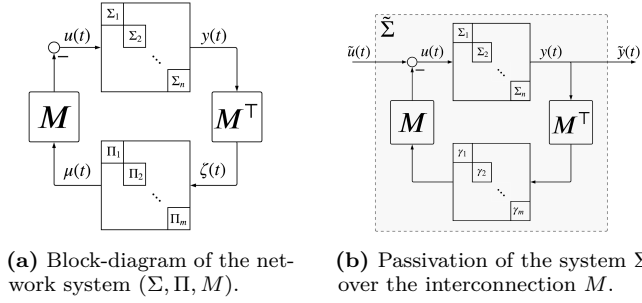 u(t)
y(t)
Σ₁
Σ₂
⋱
Σₙ
−
M
M⊤
Π₁
Π₂
⋱
Πₘ
μ(t)
ζ(t)
(a) Block-diagram of the net-
work system (Σ, Π, M).
Σ̃
ũ(t)
u(t)
y(t)
ỹ(t)
Σ₁
Σ₂
⋱
Σₙ
−
M
M⊤
γ₁
γ₂
⋱
γₘ
(b) Passivation of the system Σ
over the interconnection M.